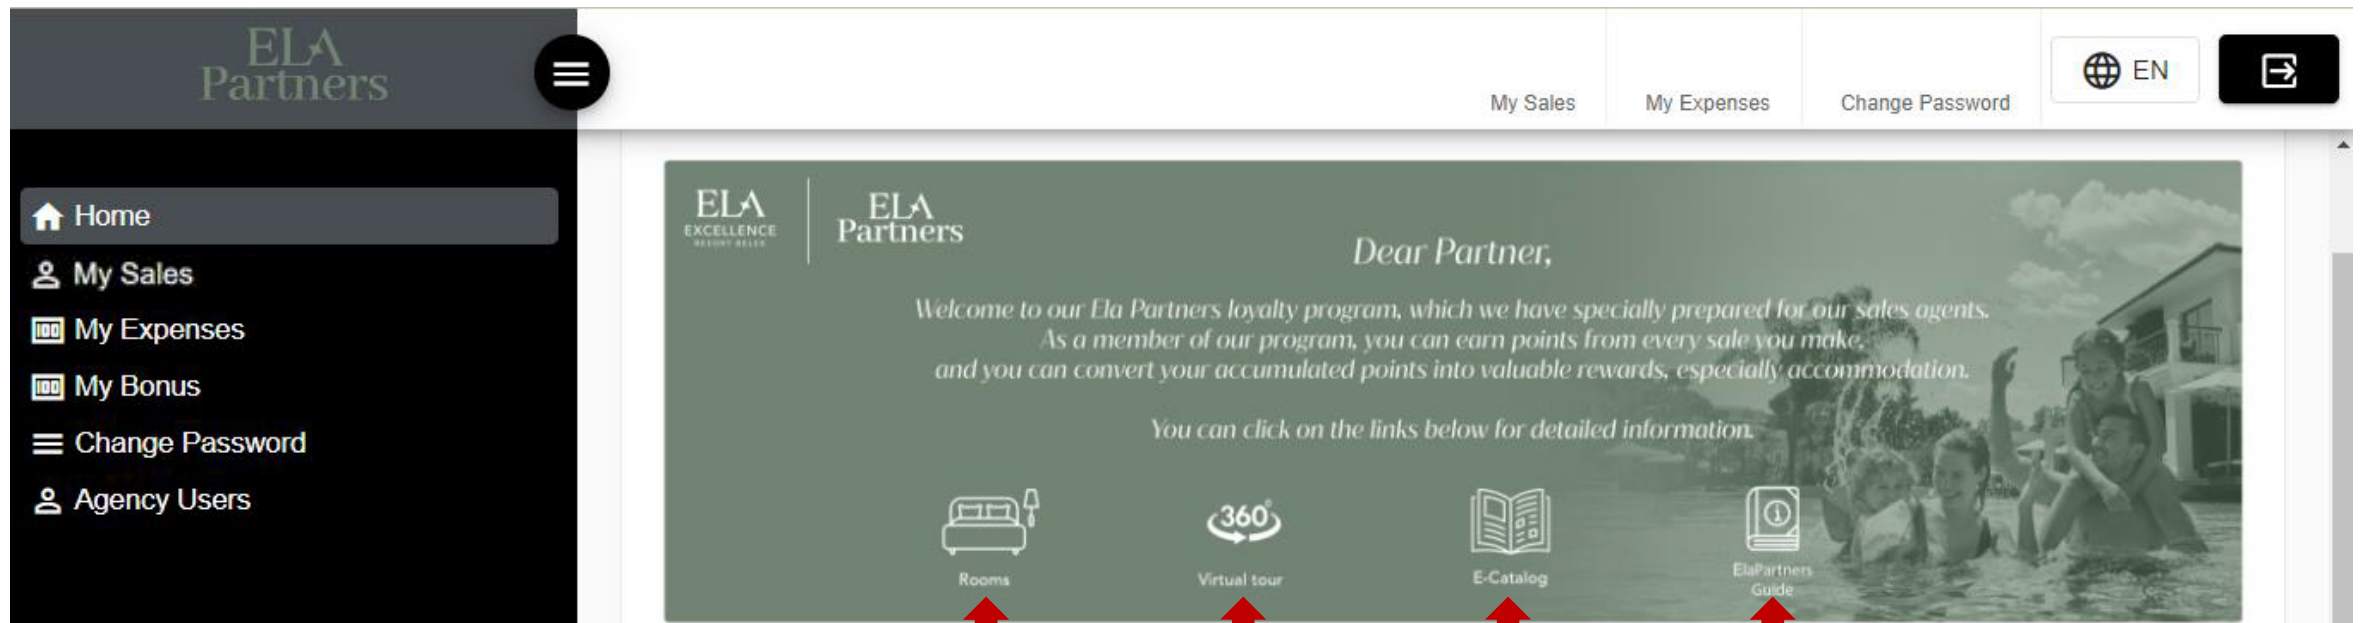 ELA
Partners
My Sales
My Expenses
Change Password
EN
Home
My Sales
100 My Expenses
100 My Bonus
Change Password
Agency Users
ELA
EXCELLENCE
RESORT BELEK
ELA
Partners
Dear Partner,
Welcome to our Ela Partners loyalty program, which we have specially prepared for our sales agents.
As a member of our program, you can earn points from every sale you make,
and you can convert your accumulated points into valuable rewards, especially accommodation.
You can click on the links below for detailed information.
360°
Rooms
Virtual tour
E-Catalog
ElaPartners
Guide